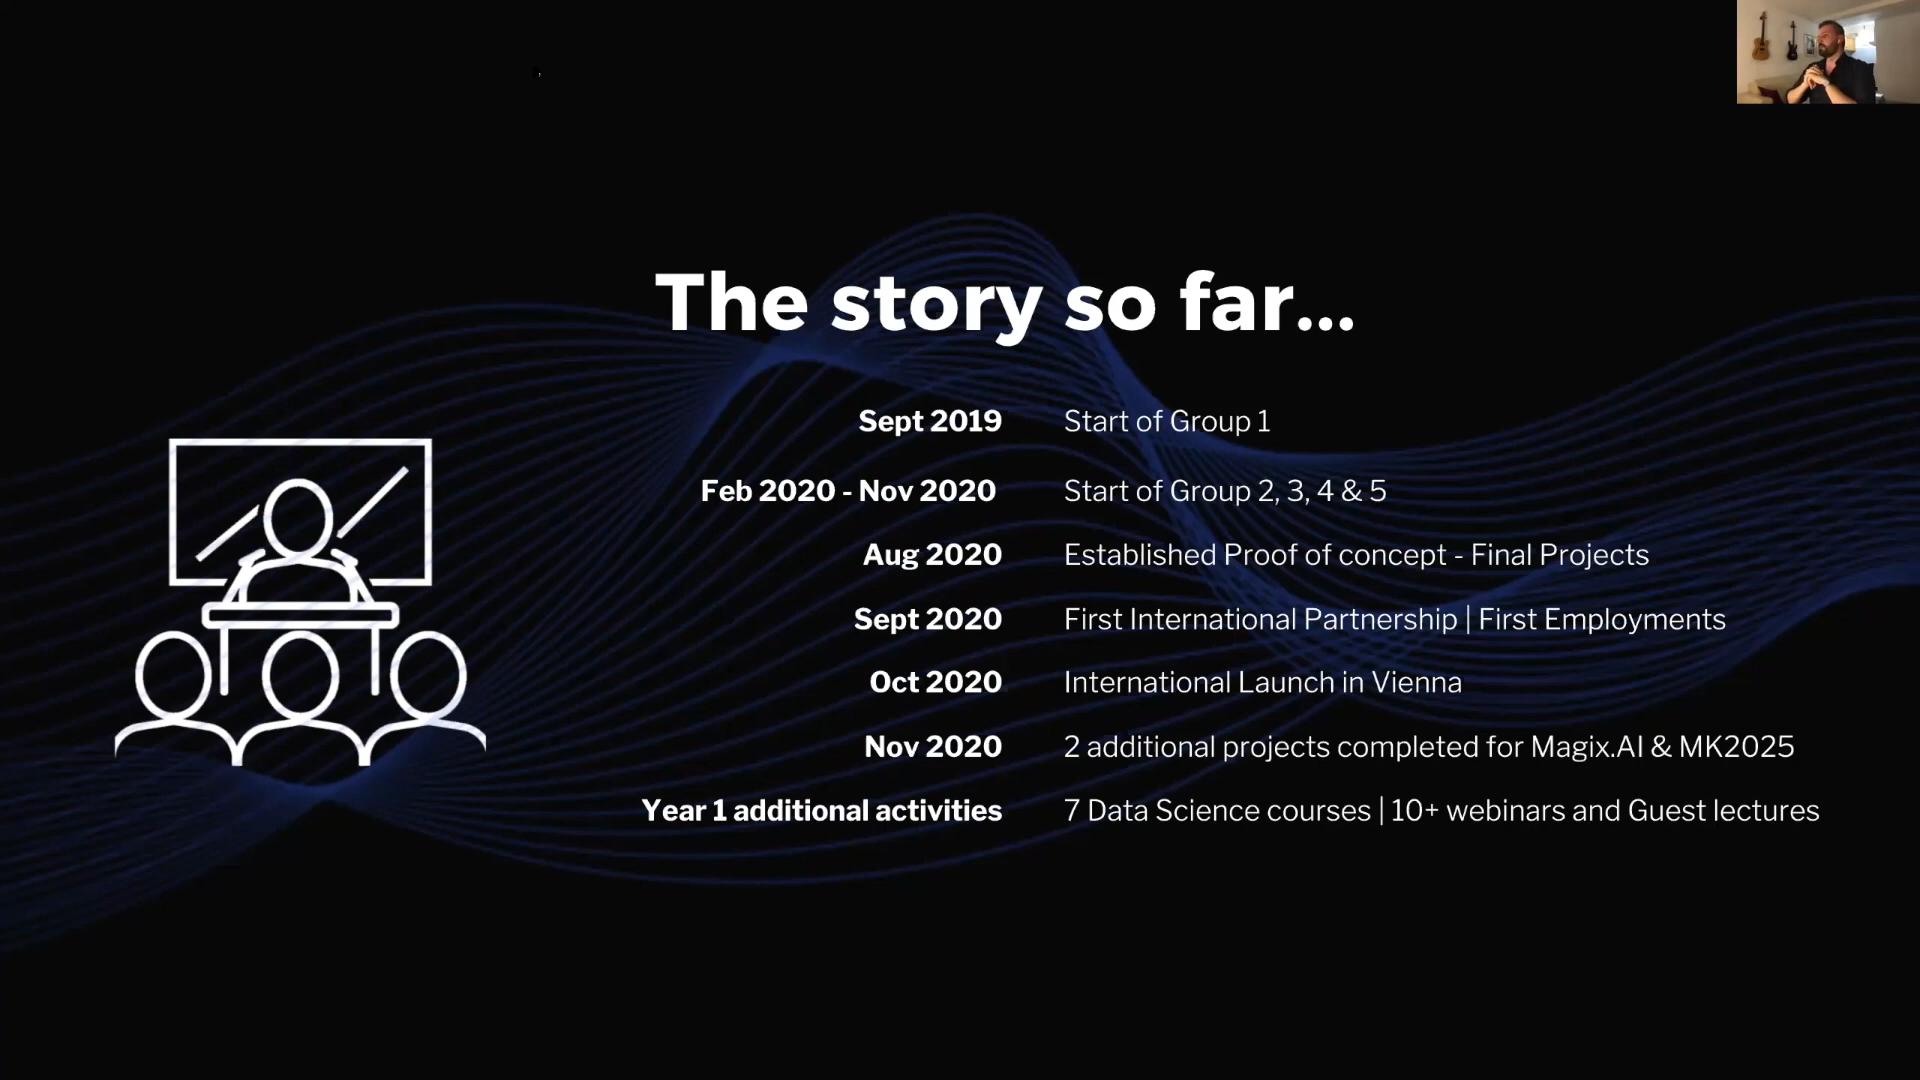 The story so far...
Sept 2019 Start of Group 1
Feb 2020 - Nov 2020 Start of Group 2, 3, 4 & 5
Aug 2020 Established Proof of concept - Final Projects
Sept 2020 First International Partnership | First Employments
Oct 2020 International Launch in Vienna
Nov 2020 2 additional projects completed for Magix.AI & MK2025
Year 1 additional activities 7 Data Science courses | 10+ webinars and Guest lectures